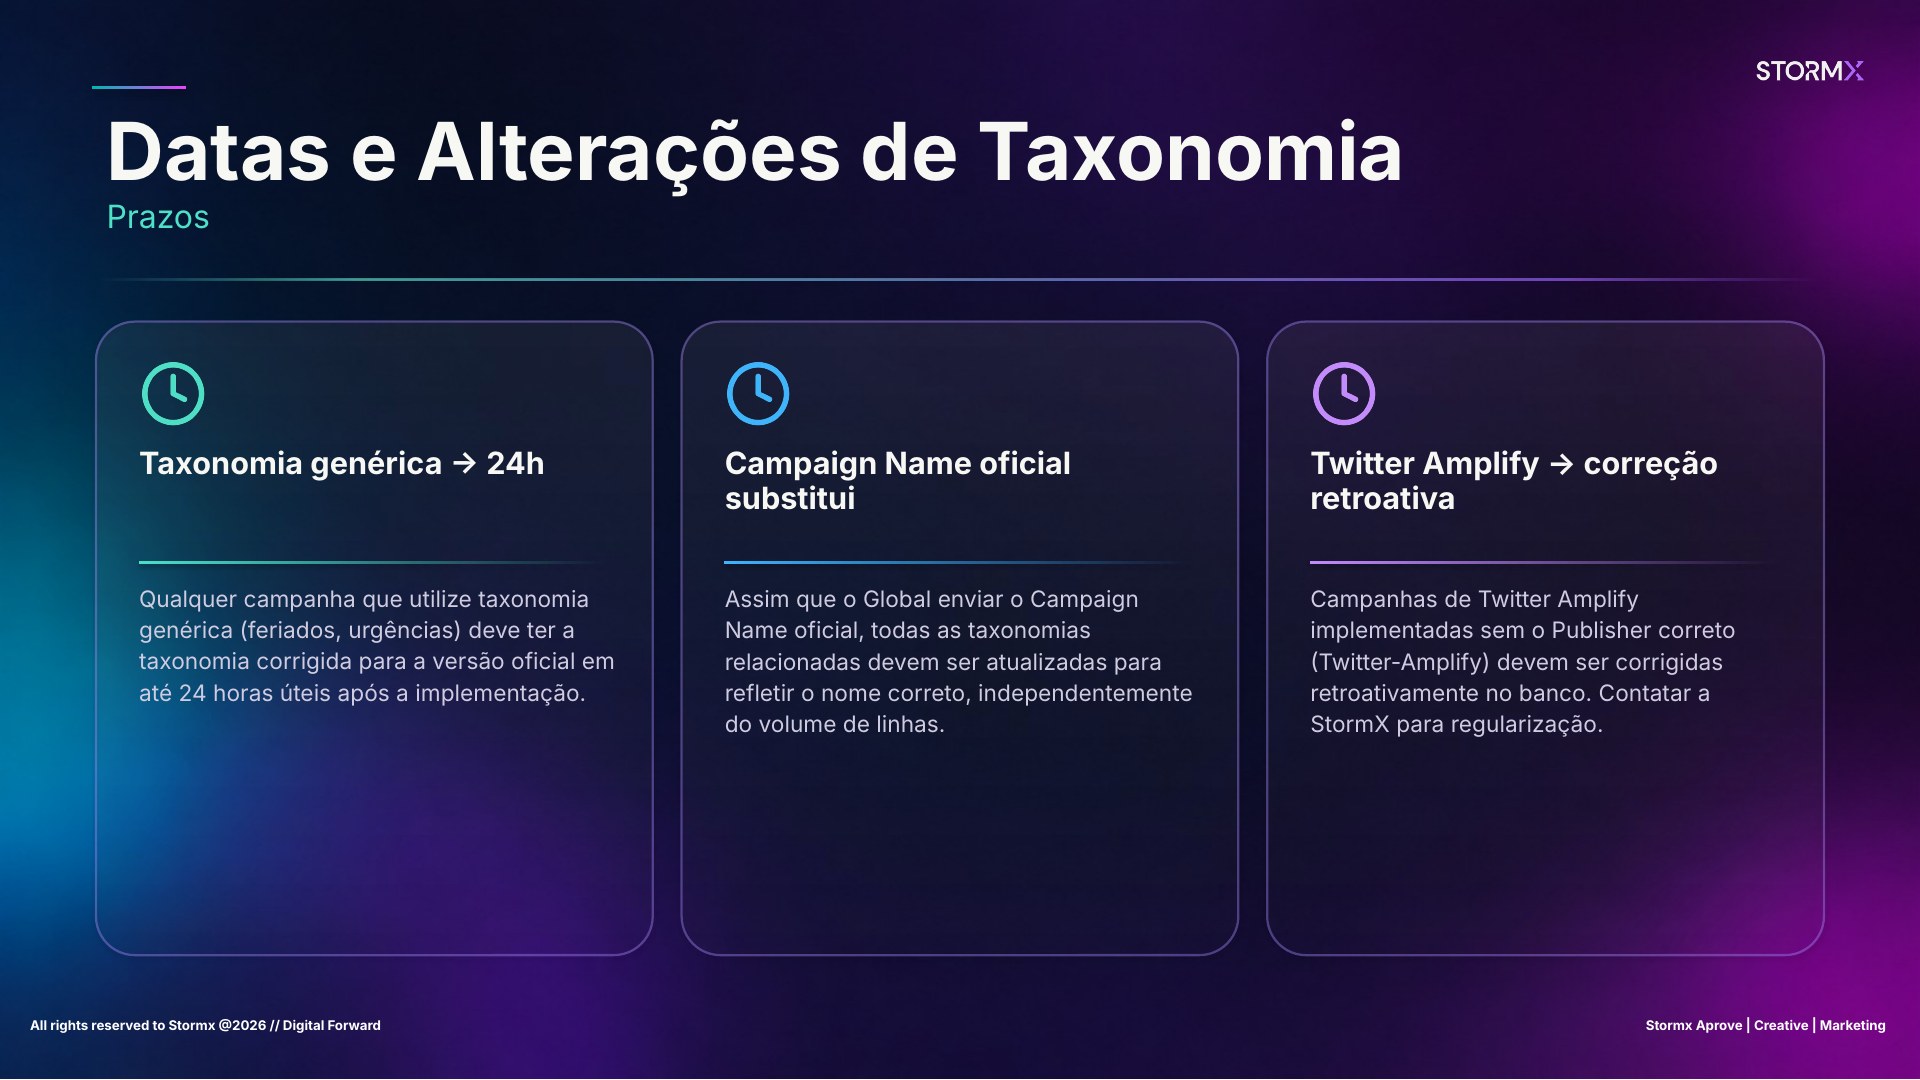 STORMX
Datas e Alterações de Taxonomia
Prazos
Taxonomia genérica → 24h
Qualquer campanha que utilize taxonomia
genérica (feriados, urgências) deve ter a
taxonomia corrigida para a versão oficial em
até 24 horas úteis após a implementação.
Campaign Name oficial
substitui
Assim que o Global enviar o Campaign
Name oficial, todas as taxonomias
relacionadas devem ser atualizadas para
refletir o nome correto, independentemente
do volume de linhas.
Twitter Amplify → correção
retroativa
Campanhas de Twitter Amplify
implementadas sem o Publisher correto
(Twitter-Amplify) devem ser corrigidas
retroativamente no banco. Contatar a
StormX para regularização.
All rights reserved to Stormx @2026 // Digital Forward
Stormx Aprove | Creative | Marketing